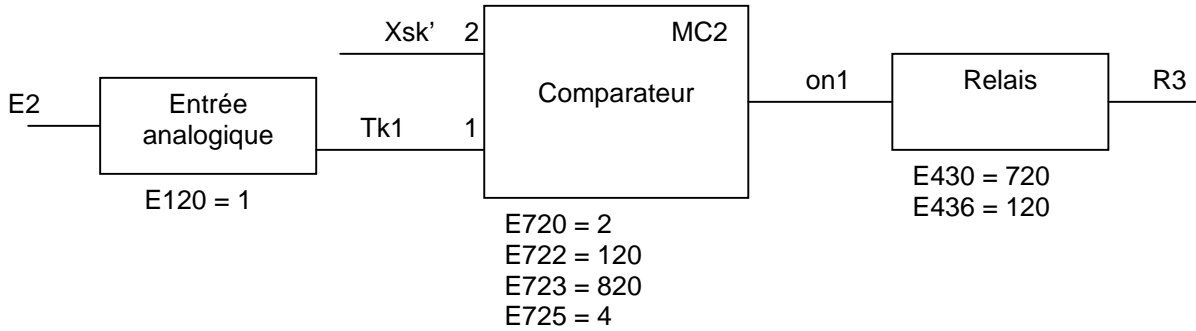 Xsk’ 2 MC2
E2 Entrée
analogique
Comparateur
on1 Relais R3
Tk1 1
E120 = 1
E430 = 720
E436 = 120
E720 = 2
E722 = 120
E723 = 820
E725 = 4